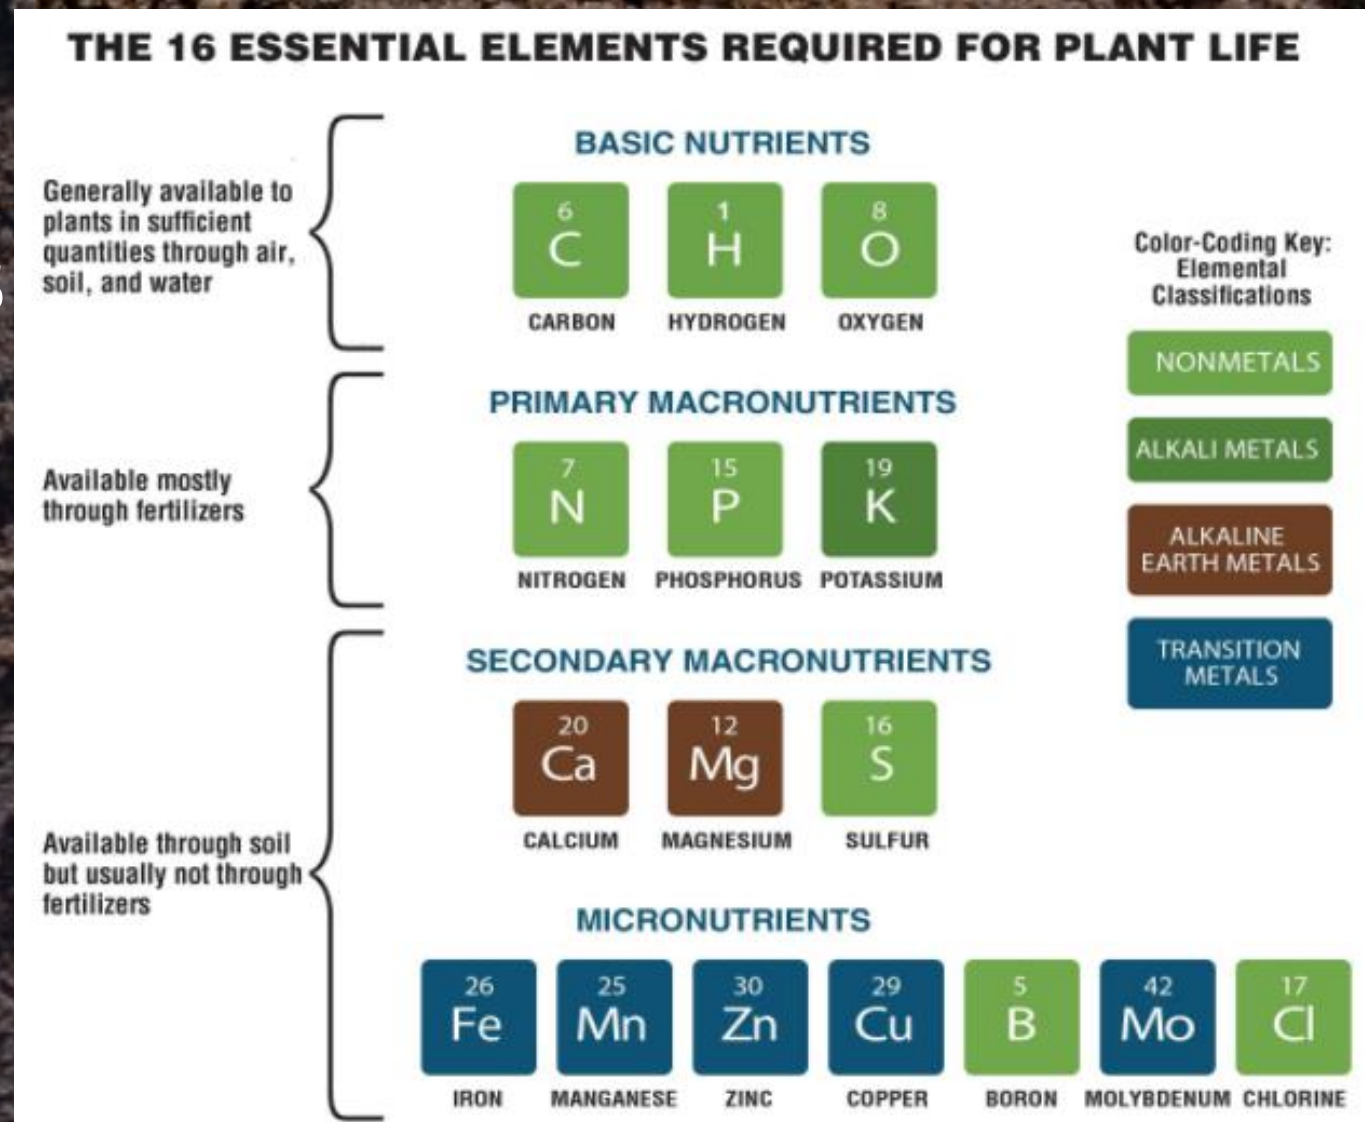 THE 16 ESSENTIAL ELEMENTS REQUIRED FOR PLANT LIFE
Generally available to
plants in sufficient
quantities through air,
soil, and water
BASIC NUTRIENTS
6 1 8
C H O
CARBON HYDROGEN OXYGEN
Available mostly
through fertilizers
PRIMARY MACRONUTRIENTS
7 15 19
N P K
NITROGEN PHOSPHORUS POTASSIUM
Available through soil
but usually not through
fertilizers
SECONDARY MACRONUTRIENTS
20 12 16
Ca Mg S
CALCIUM MAGNESIUM SULFUR
MICRONUTRIENTS
26 25 30 29 5 42 17
Fe Mn Zn Cu B Mo Cl
IRON MANGANESE ZINC COPPER BORON MOLYBDENUM CHLORINE
Color-Coding Key:
Elemental
Classifications
NONMETALS
ALKALI METALS
ALKALINE
EARTH METALS
TRANSITION
METALS